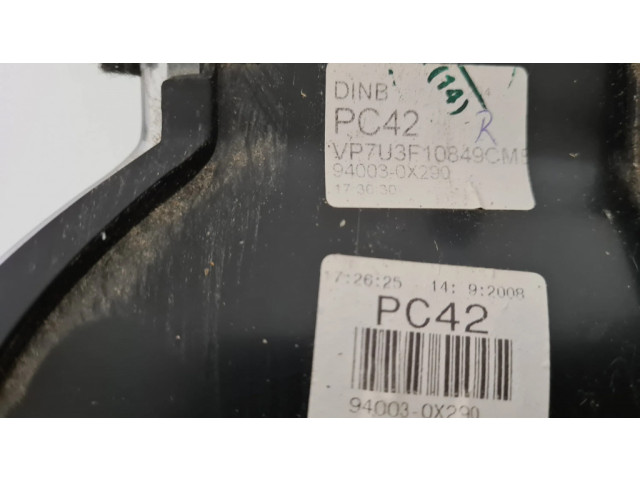 (14)
DINB
PC42 R
VP7U3F10849CM
94003-0X290
17:26:25 14: 9:2008
PC42
94003-0X290